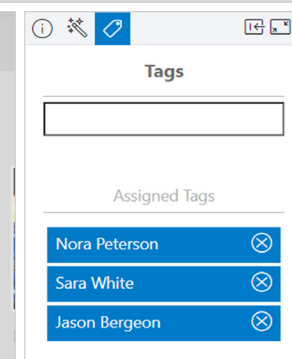 Tags
Assigned Tags
Nora Peterson
Sara White
Jason Bergeon